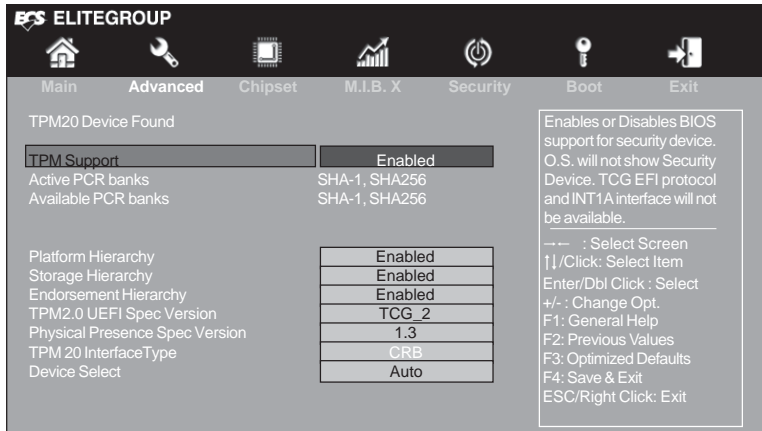 ECS ELITEGROUP
Main Advanced Chipset M.I.B. X Security Boot Exit
TPM20 Device Found
TPM Support Enabled
Active PCR banks SHA-1, SHA256
Available PCR banks SHA-1, SHA256
Platform Hierarchy Enabled
Storage Hierarchy Enabled
Endorsement Hierarchy Enabled
TPM2.0 UEFI Spec Version TCG_2
Physical Presence Spec Version 1.3
TPM 20 InterfaceType CRB
Device Select Auto
Enables or Disables BIOS
support for security device.
O.S. will not show Security
Device. TCG EFI protocol
and INT1A interface will not
be available.
→← : Select Screen
↑↓/Click: Select Item
Enter/Dbl Click : Select
+/- : Change Opt.
F1: General Help
F2: Previous Values
F3: Optimized Defaults
F4: Save & Exit
ESC/Right Click: Exit